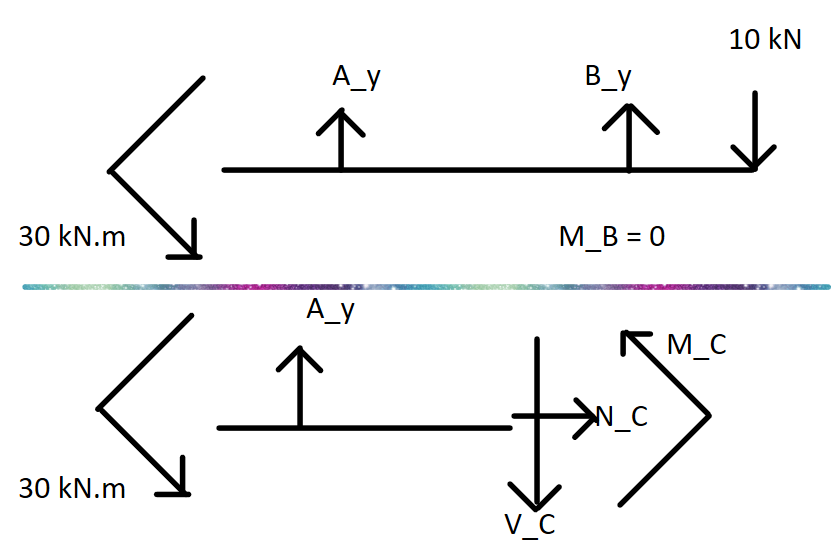 10 kN
A_y
B_y
30 kN.m
M_B = 0
A_y
M_C
N_C
30 kN.m
V_C